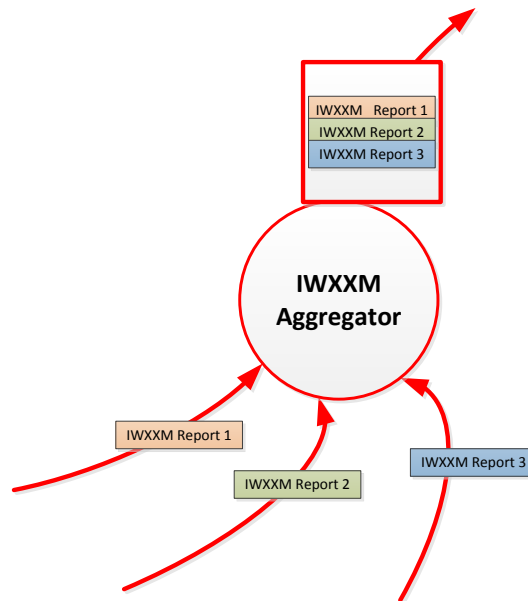 IWXXM Report 1
IWXXM Report 2
IWXXM Report 3
IWXXM
Aggregator
IWXXM Report 1
IWXXM Report 2
IWXXM Report 3